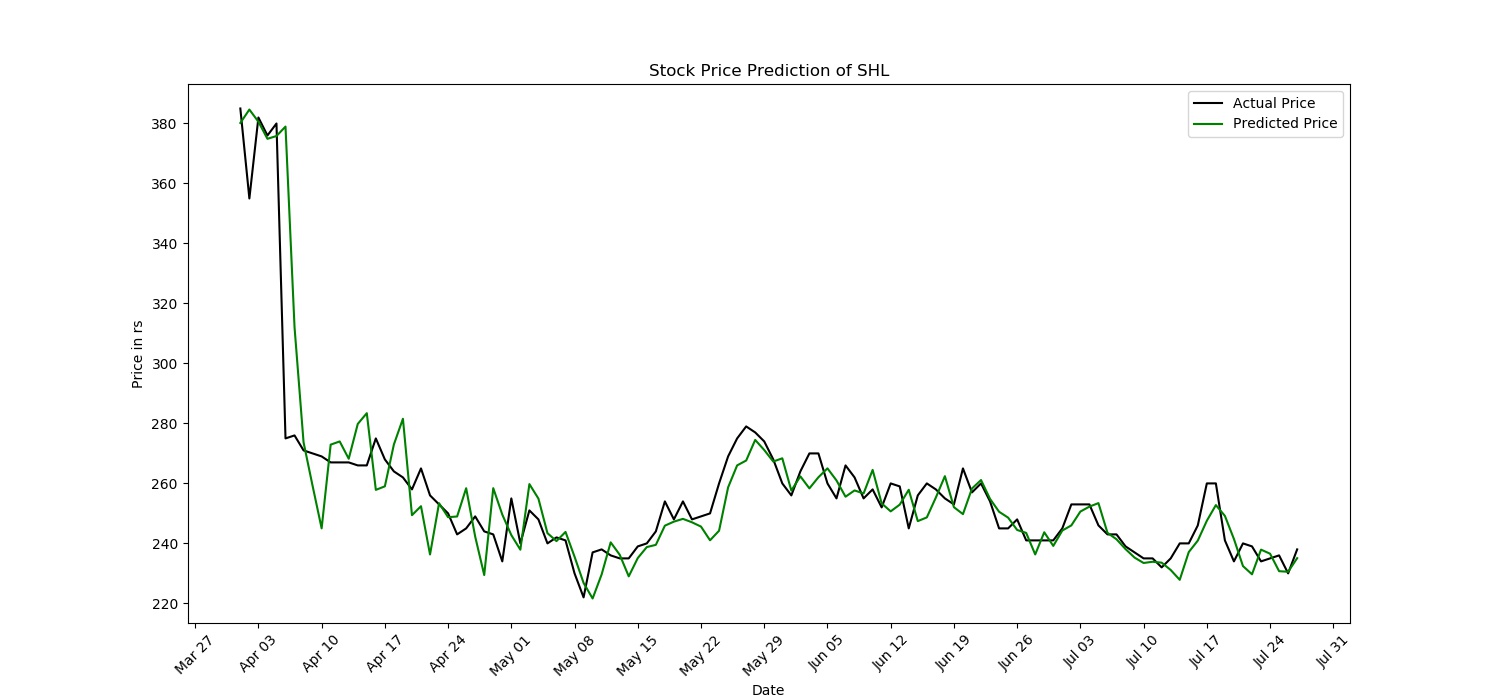 Stock Price Prediction of SHL
Actual Price
Predicted Price
Price in rs
380
360
340
320
300
280
260
240
220
Mar 27
Apr 03
Apr 10
Apr 17
Apr 24
May 01
May 08
May 15
May 22
May 29
Jun 05
Jun 12
Jun 19
Jun 26
Jul 03
Jul 10
Jul 17
Jul 24
Jul 31
Date